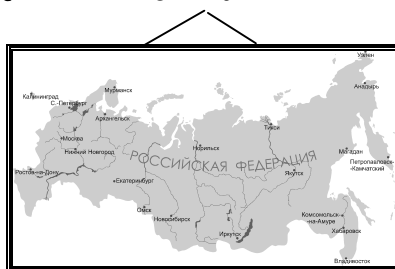 Уэлен
Анадырь
Мурманск
Калининград
С.-Петербург
Архангельск
Тикси
Москва
Норильск
Магадан
Нижний Новгород
РОССИЙСКАЯ ФЕДЕРАЦИЯ
Петропавловск-
-Камчатский
Ростов-на-Дону
Якутск
Екатеринбург
Омск
Новосибирск
Комсомольск-
-на-Амуре
Иркутск
Хабаровск
Владивосток